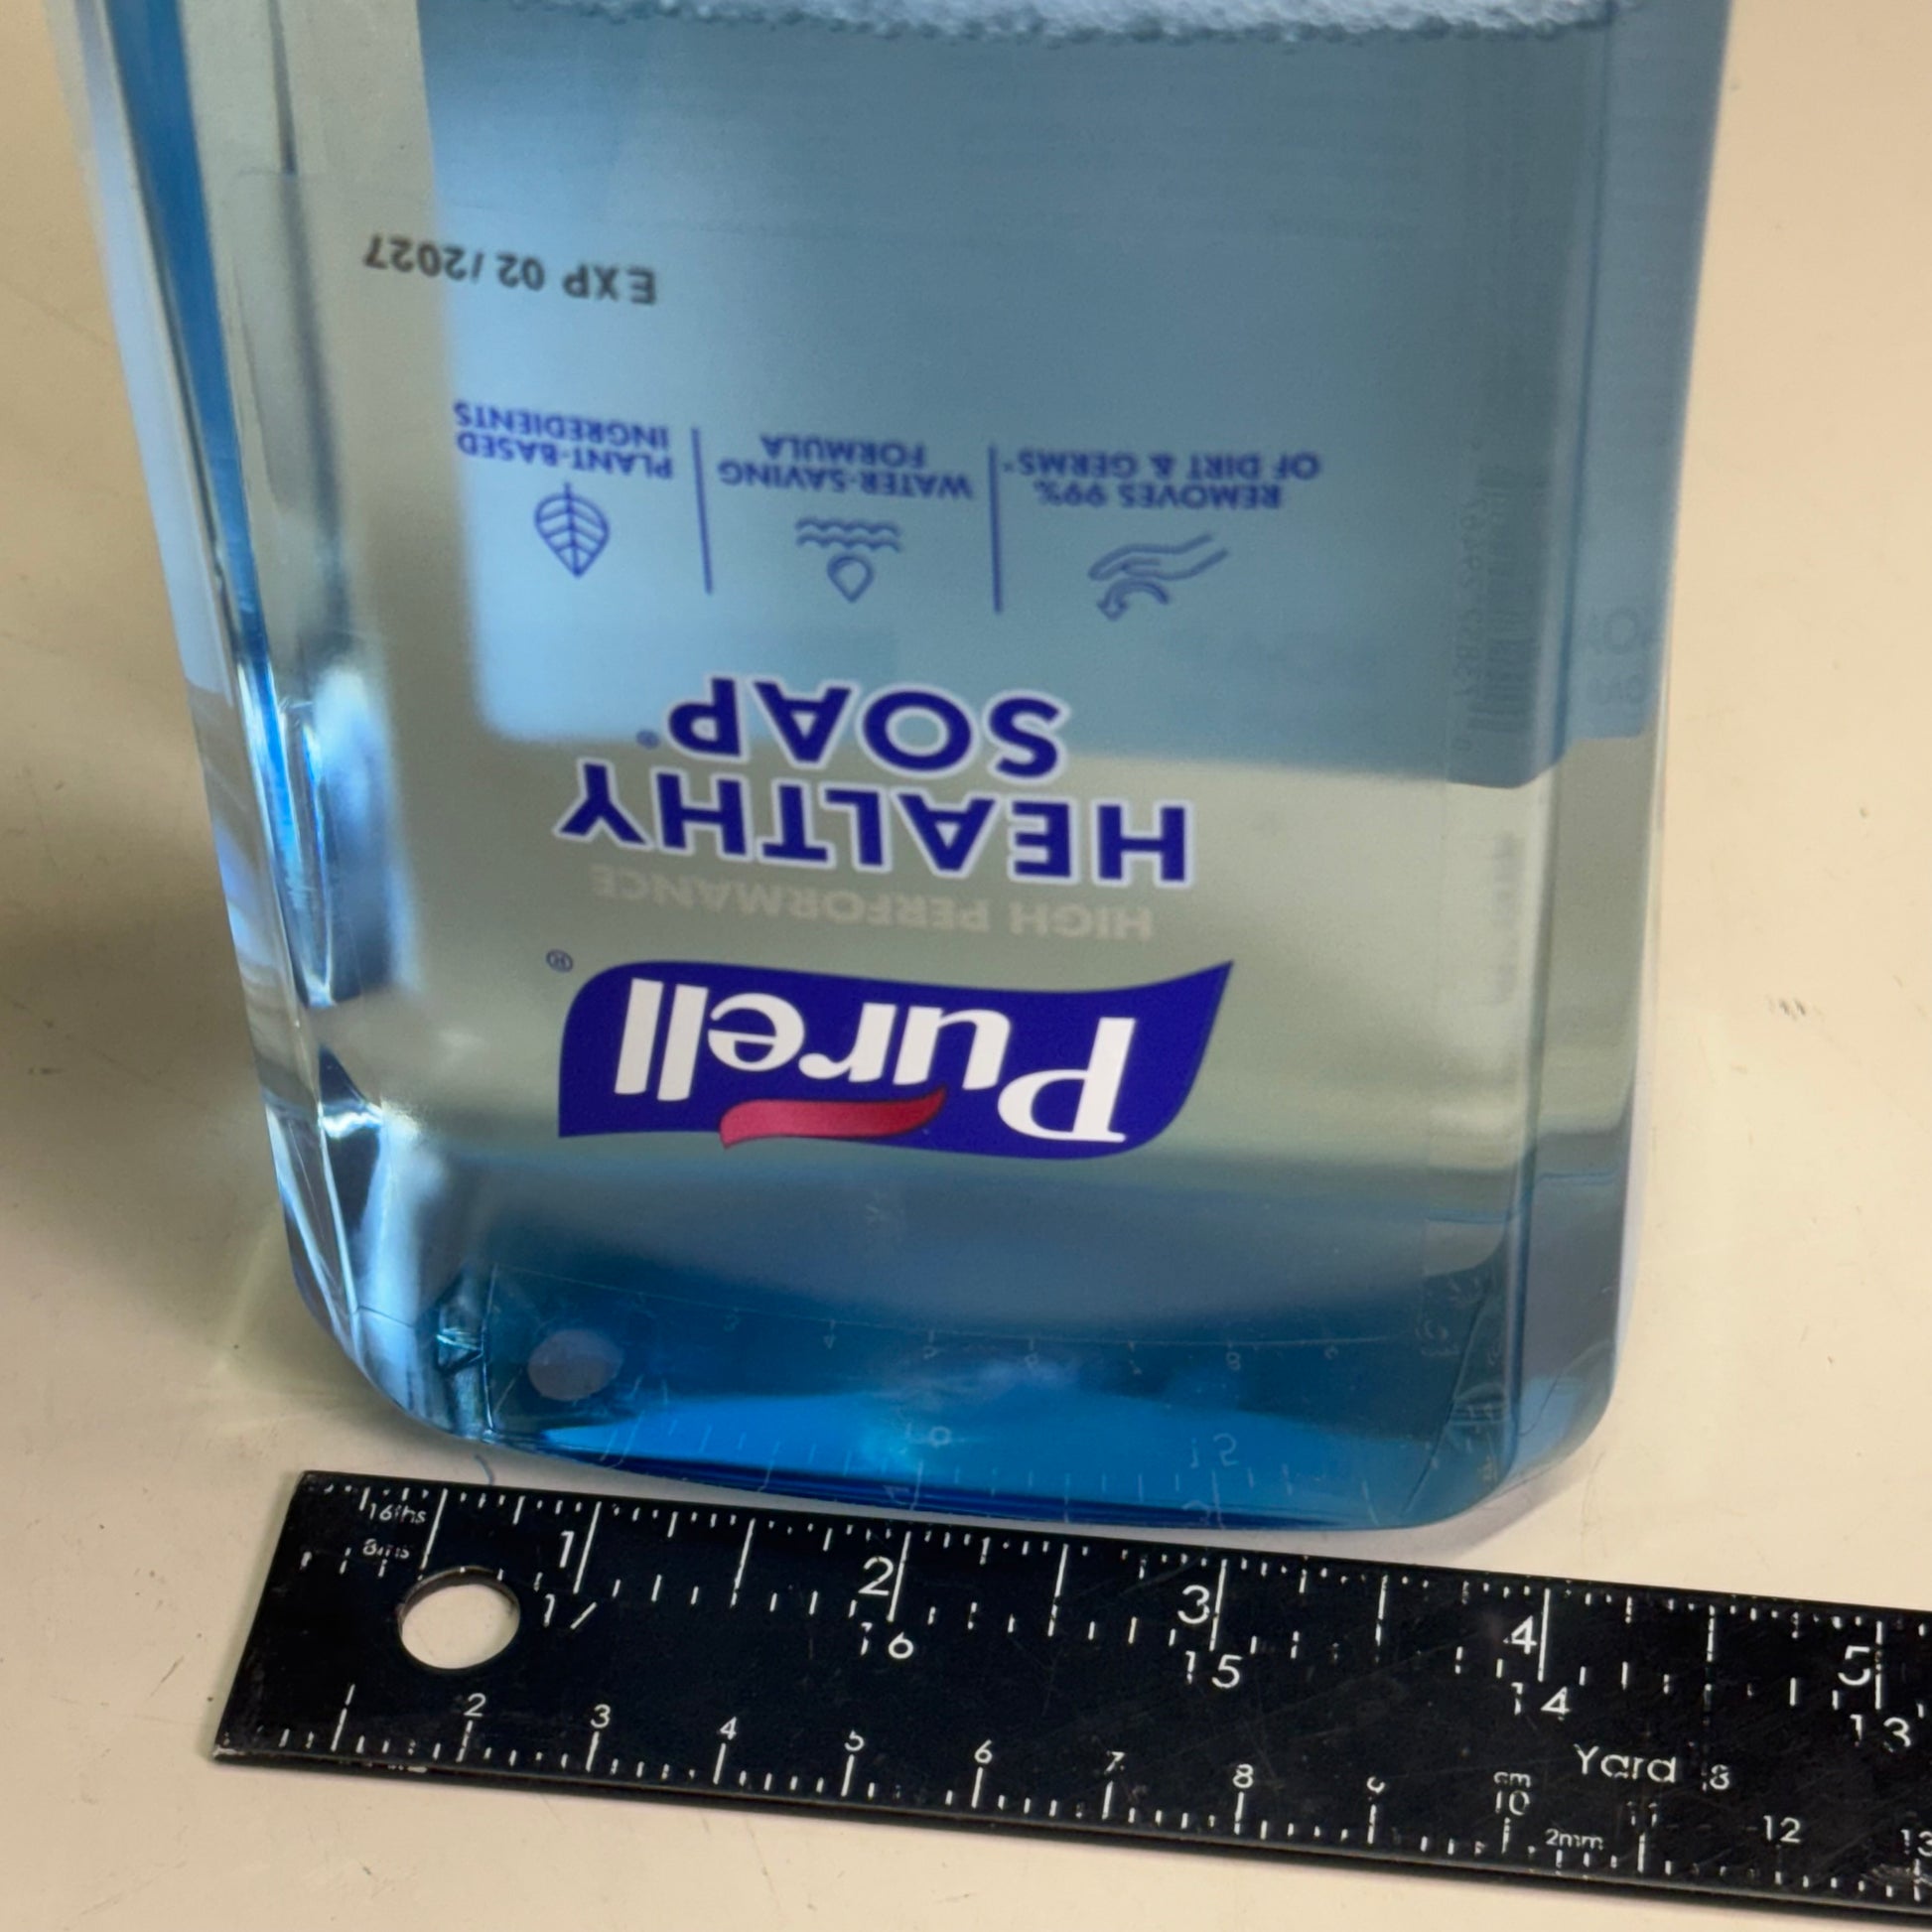 EXP 02/2027
PLANT-BASED
INGREDIENTS
WATER-SAVING
FORMULA
REMOVES 99%
OF DIRT & GERMS*
HEALTHY
SOAP®
HIGH PERFORMANCE
Purell®
16ths
8ths
1 2 3 4 5
17 16 15 14 13
Yard 8
2 3 4 5 6 7 8 9 cm 10 11 12 13
2mm